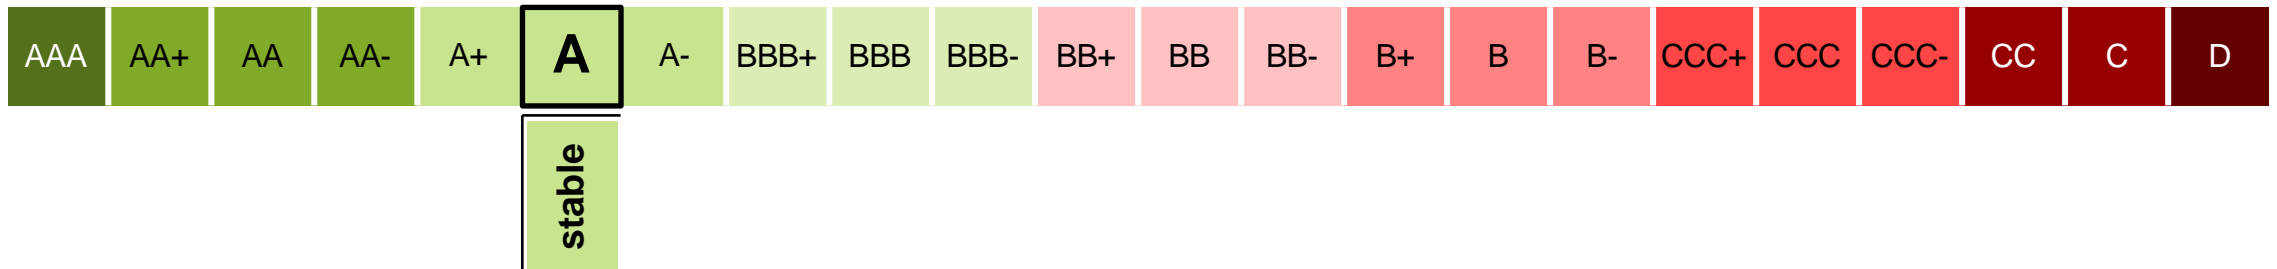 AAA AA+ AA AA- A+ A A- BBB+ BBB BBB- BB+ BB BB- B+ B B- CCC+ CCC CCC- CC C D
stable